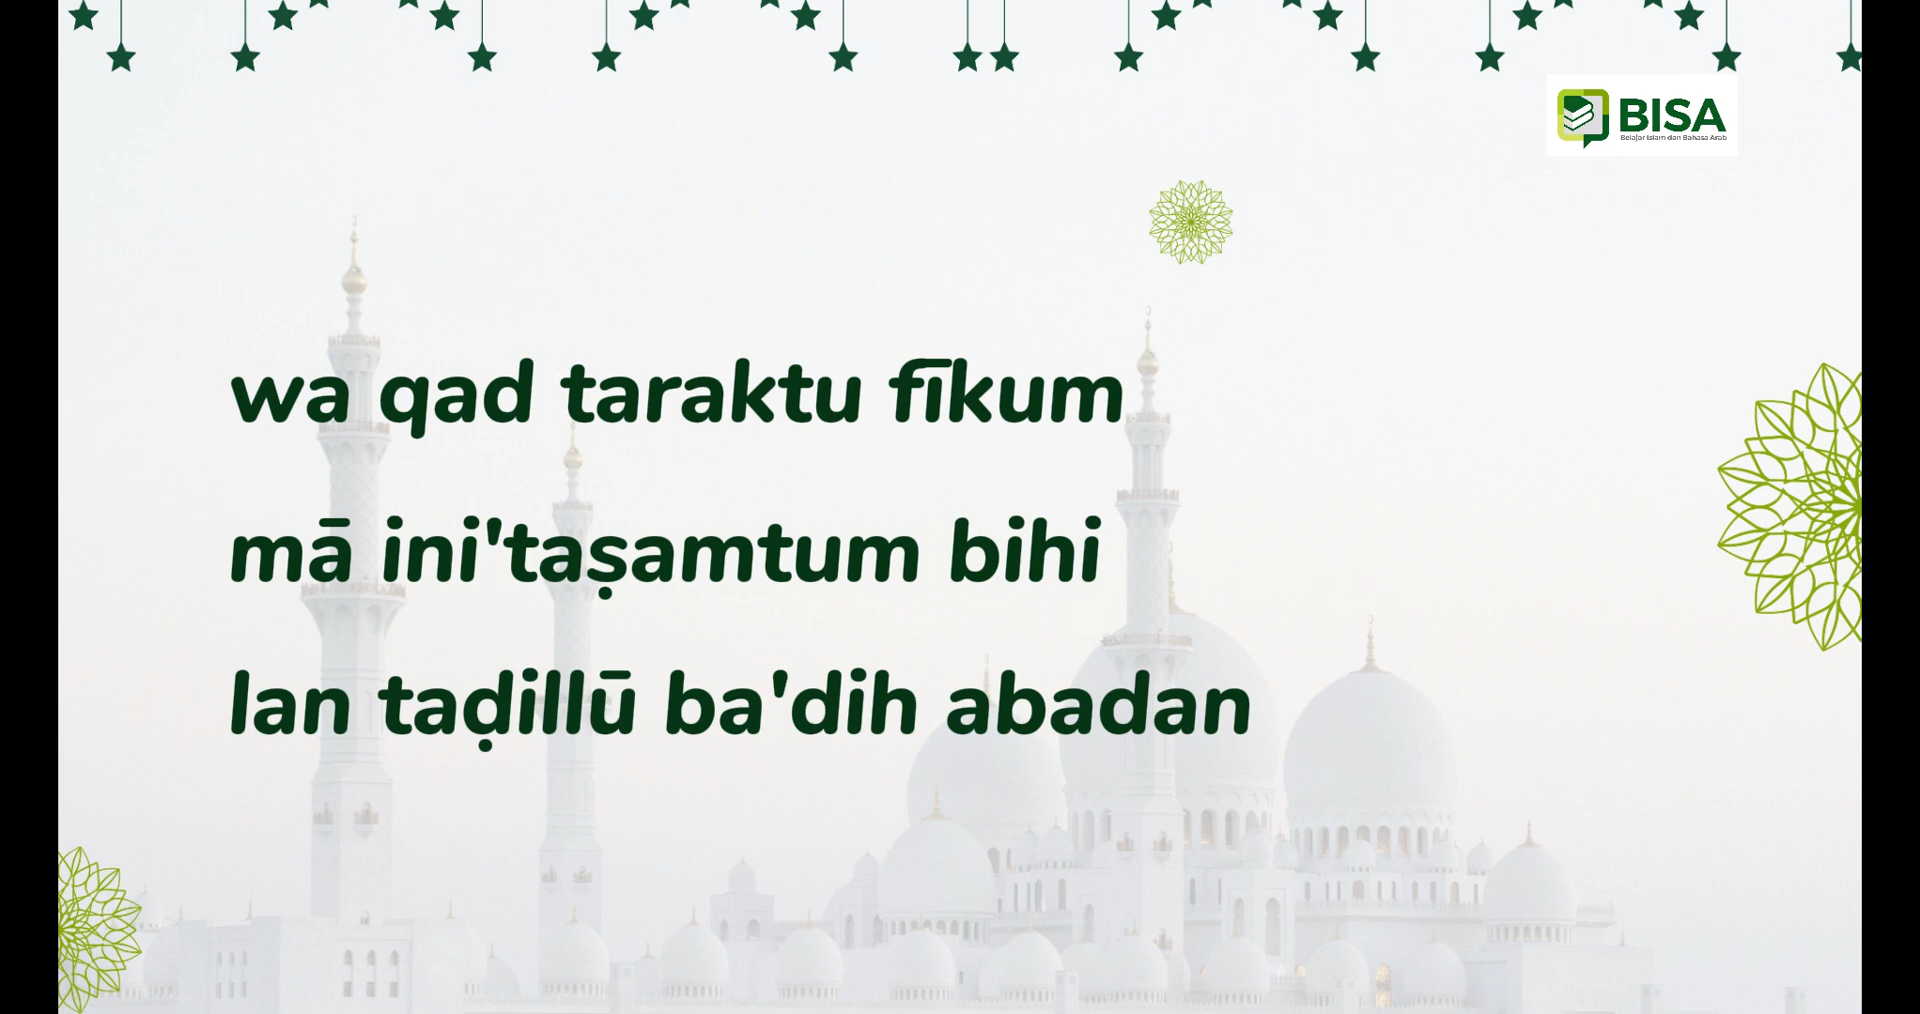 BISA
Belajar Islam dan Bahasa Arab
wa qad taraktu fīkum
mā ini'taṣamtum bihi
lan taḍillū ba'dih abadan